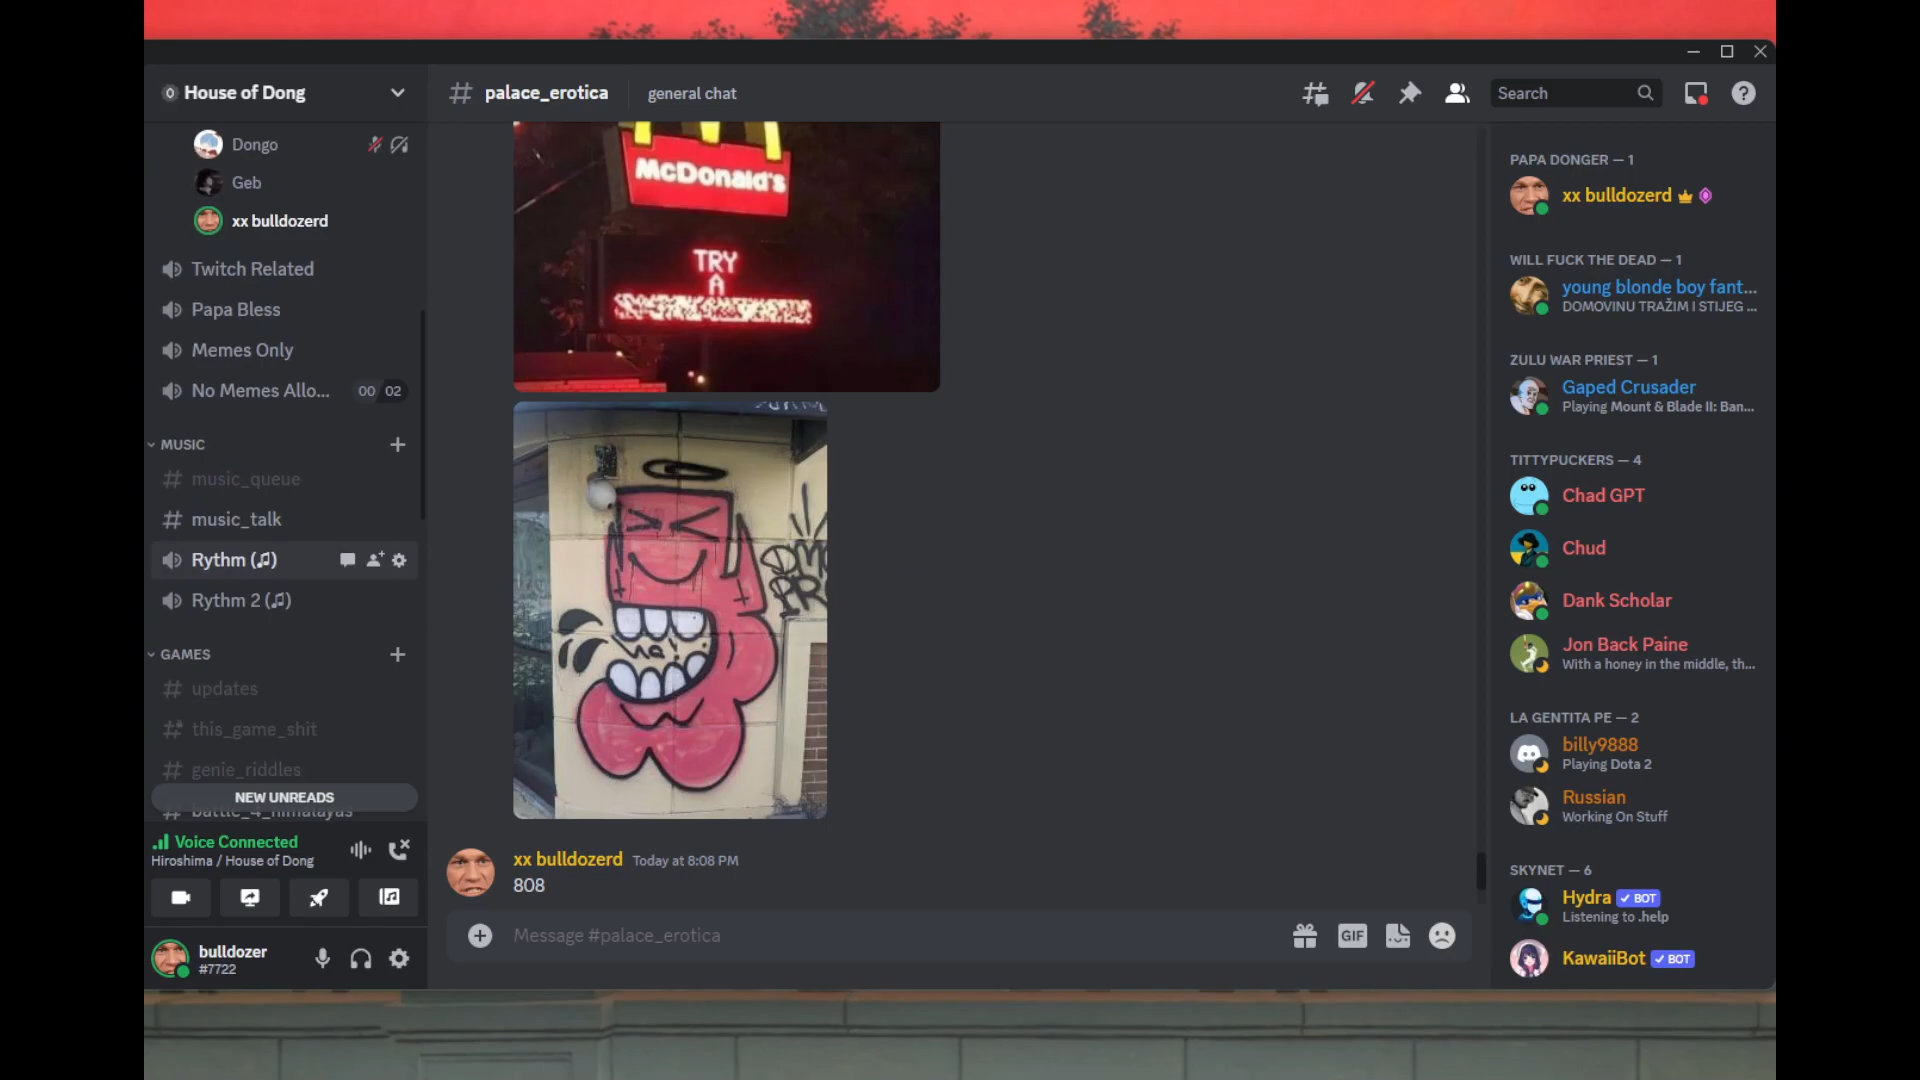 House of Dong
palace_erotica
general chat
Search
Dongo
Geb
xx bulldozerd
Twitch Related
Papa Bless
Memes Only
No Memes Allo...
00 02
MUSIC
music_queue
music_talk
Rythm (♫)
Rythm 2 (♫)
GAMES
updates
this_game_shit
genie_riddles
NEW UNREADS
battle_4_himalayas
Voice Connected
Hiroshima / House of Dong
bulldozer
#7722
McDonald's
TRY
A
HA!
xx bulldozerd Today at 8:08 PM
808
Message #palace_erotica
GIF
PAPA DONGER — 1
xx bulldozerd
WILL FUCK THE DEAD — 1
young blonde boy fant...
DOMOVINU TRAŽIM I STIJEG ...
ZULU WAR PRIEST — 1
Gaped Crusader
Playing Mount & Blade II: Ban...
TITTYPUCKERS — 4
Chad GPT
Chud
Dank Scholar
Jon Back Paine
With a honey in the middle, th...
LA GENTITA PE — 2
billy9888
Playing Dota 2
Russian
Working On Stuff
SKYNET — 6
Hydra ✓ BOT
Listening to .help
KawaiiBot ✓ BOT